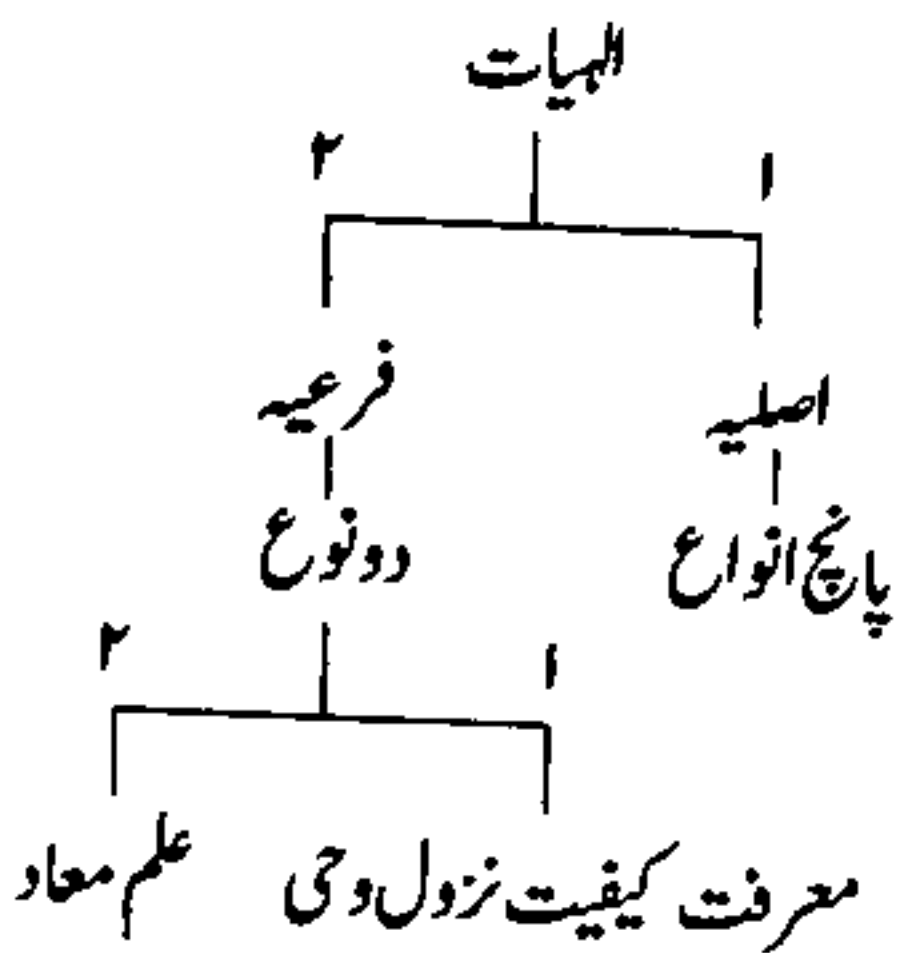 الہیات
۱ ۲
اصلیہ فرعیہ
پانچ انواع دو نوع
۱ ۲
معرفت کیفیت نزول وحی علم معاد